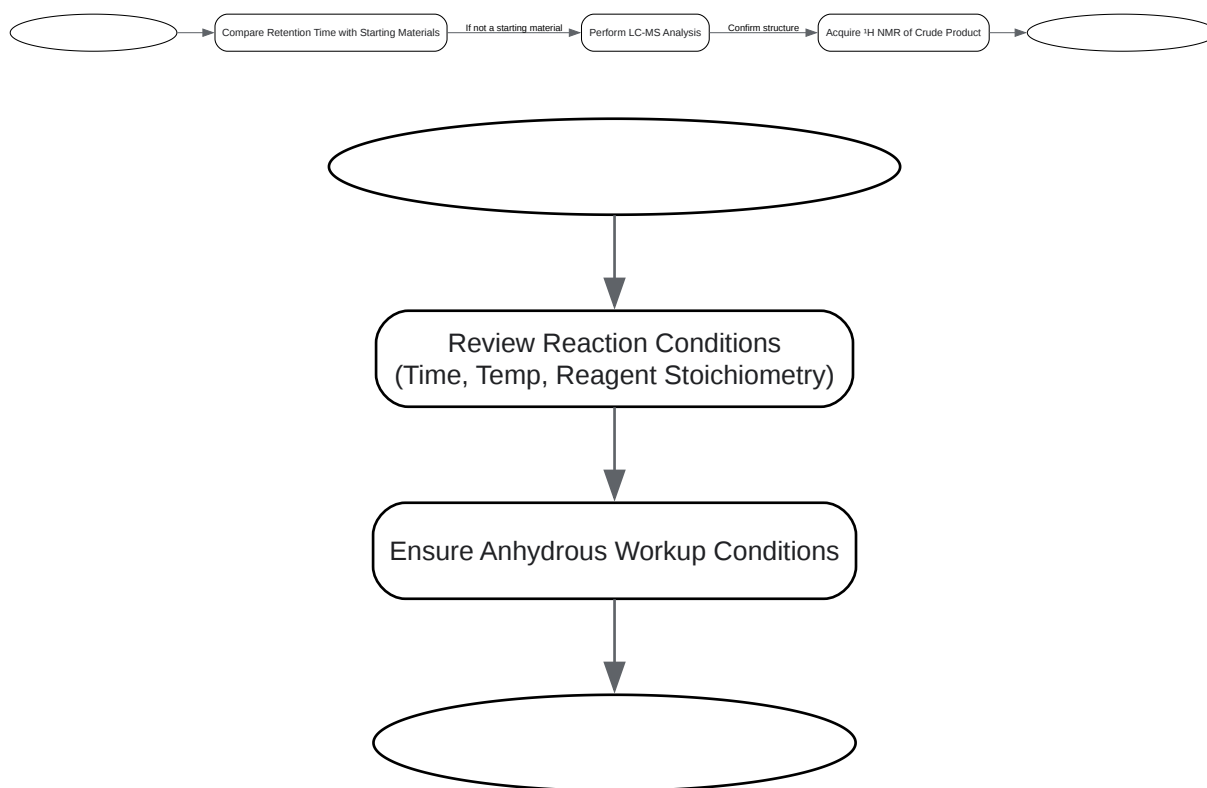 Compare Retention Time with Starting Materials
If not a starting material
Perform LC-MS Analysis
Confirm structure
Acquire ¹H NMR of Crude Product
Review Reaction Conditions
(Time, Temp, Reagent Stoichiometry)
Ensure Anhydrous Workup Conditions